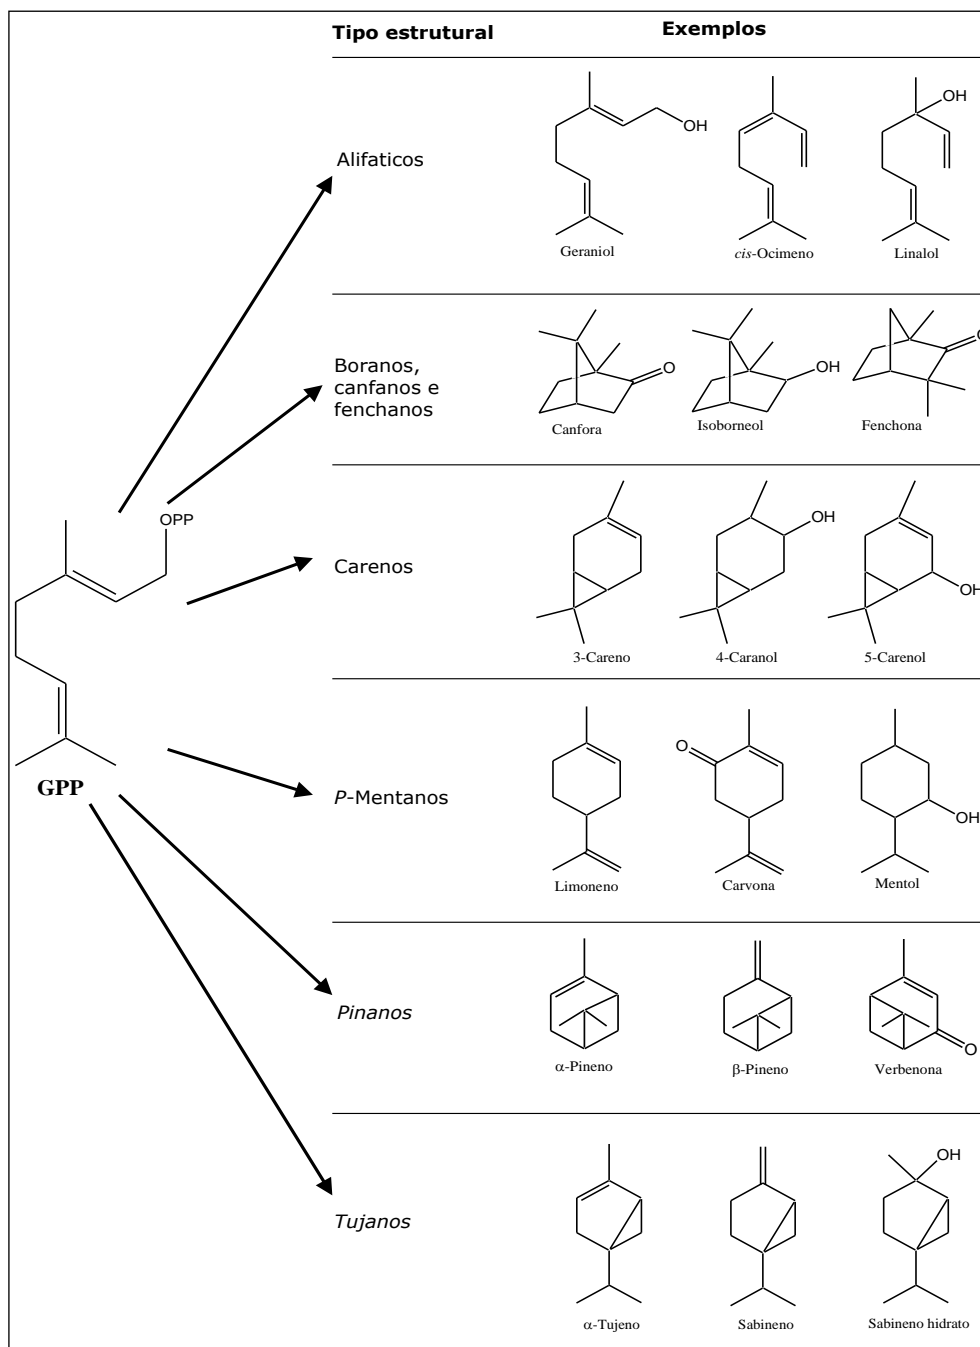 Tipo estrutural
Exemplos
Alifaticos
OH
OH
Geraniol
cis-Ocimeno
Linalol
Boranos,
canfanos e
fenchanos
O
OH
O
Canfora
Isoborneol
Fenchona
OPP
GPP
Carenos
OH
OH
3-Careno
4-Caranol
5-Carenol
P-Mentanos
O
OH
Limoneno
Carvona
Mentol
Pinanos
O
α-Pineno
β-Pineno
Verbenona
Tujanos
OH
α-Tujeno
Sabineno
Sabineno hidrato